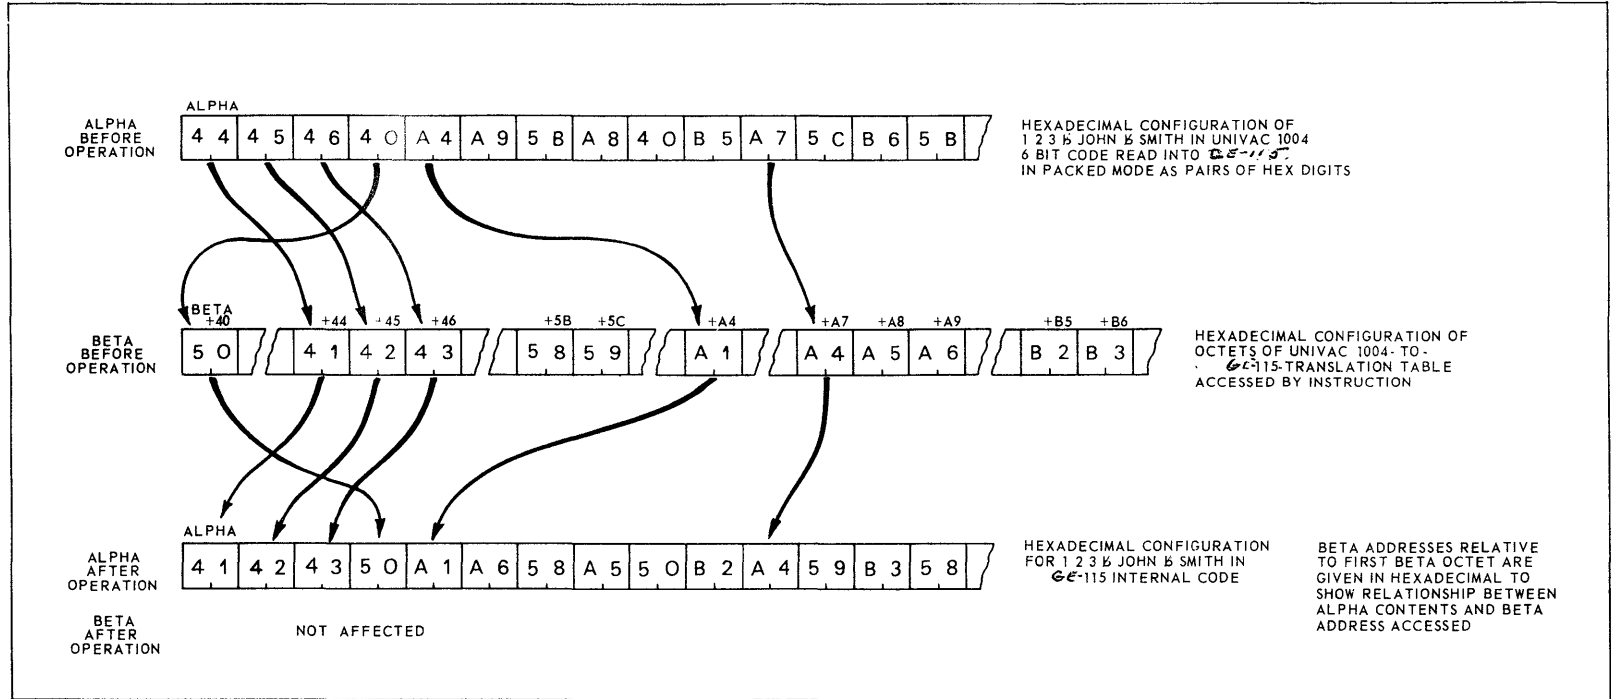 ALPHA
ALPHA
BEFORE
OPERATION
4 4 4 5 4 6 4 0 A 4 A 9 5 B A 8 4 0 B 5 A 7 5 C B 6 5 B
HEXADECIMAL CONFIGURATION OF
1 2 3 ƀ JOHN ƀ SMITH IN UNIVAC 1004
6 BIT CODE READ INTO GE-115
IN PACKED MODE AS PAIRS OF HEX DIGITS
BETA
+40 +44 +45 +46 +5B +5C +A4 +A7 +A8 +A9 +B5 +B6
BETA
BEFORE
OPERATION
5 0 4 1 4 2 4 3 5 8 5 9 A 1 A 4 A 5 A 6 B 2 B 3
HEXADECIMAL CONFIGURATION OF
OCTETS OF UNIVAC 1004-TO-
GE-115-TRANSLATION TABLE
ACCESSED BY INSTRUCTION
ALPHA
ALPHA
AFTER
OPERATION
4 1 4 2 4 3 5 0 A 1 A 6 5 8 A 5 5 0 B 2 A 4 5 9 B 3 5 8
HEXADECIMAL CONFIGURATION
FOR 1 2 3 ƀ JOHN ƀ SMITH IN
GE-115 INTERNAL CODE
BETA ADDRESSES RELATIVE
TO FIRST BETA OCTET ARE
GIVEN IN HEXADECIMAL TO
SHOW RELATIONSHIP BETWEEN
ALPHA CONTENTS AND BETA
ADDRESS ACCESSED
BETA
AFTER
OPERATION
NOT AFFECTED